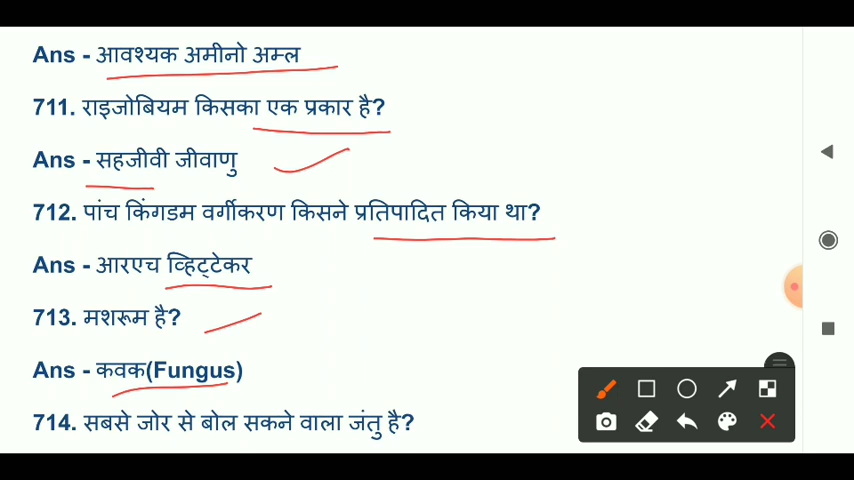 Ans - आवश्यक अमीनो अम्ल
711. राइजोबियम किसका एक प्रकार है?
Ans - सहजीवी जीवाणु
712. पांच किंगडम वर्गीकरण किसने प्रतिपादित किया था?
Ans - आरएच व्हिट्टेकर
713. मशरूम है?
Ans - कवक(Fungus)
714. सबसे जोर से बोल सकने वाला जंतु है?